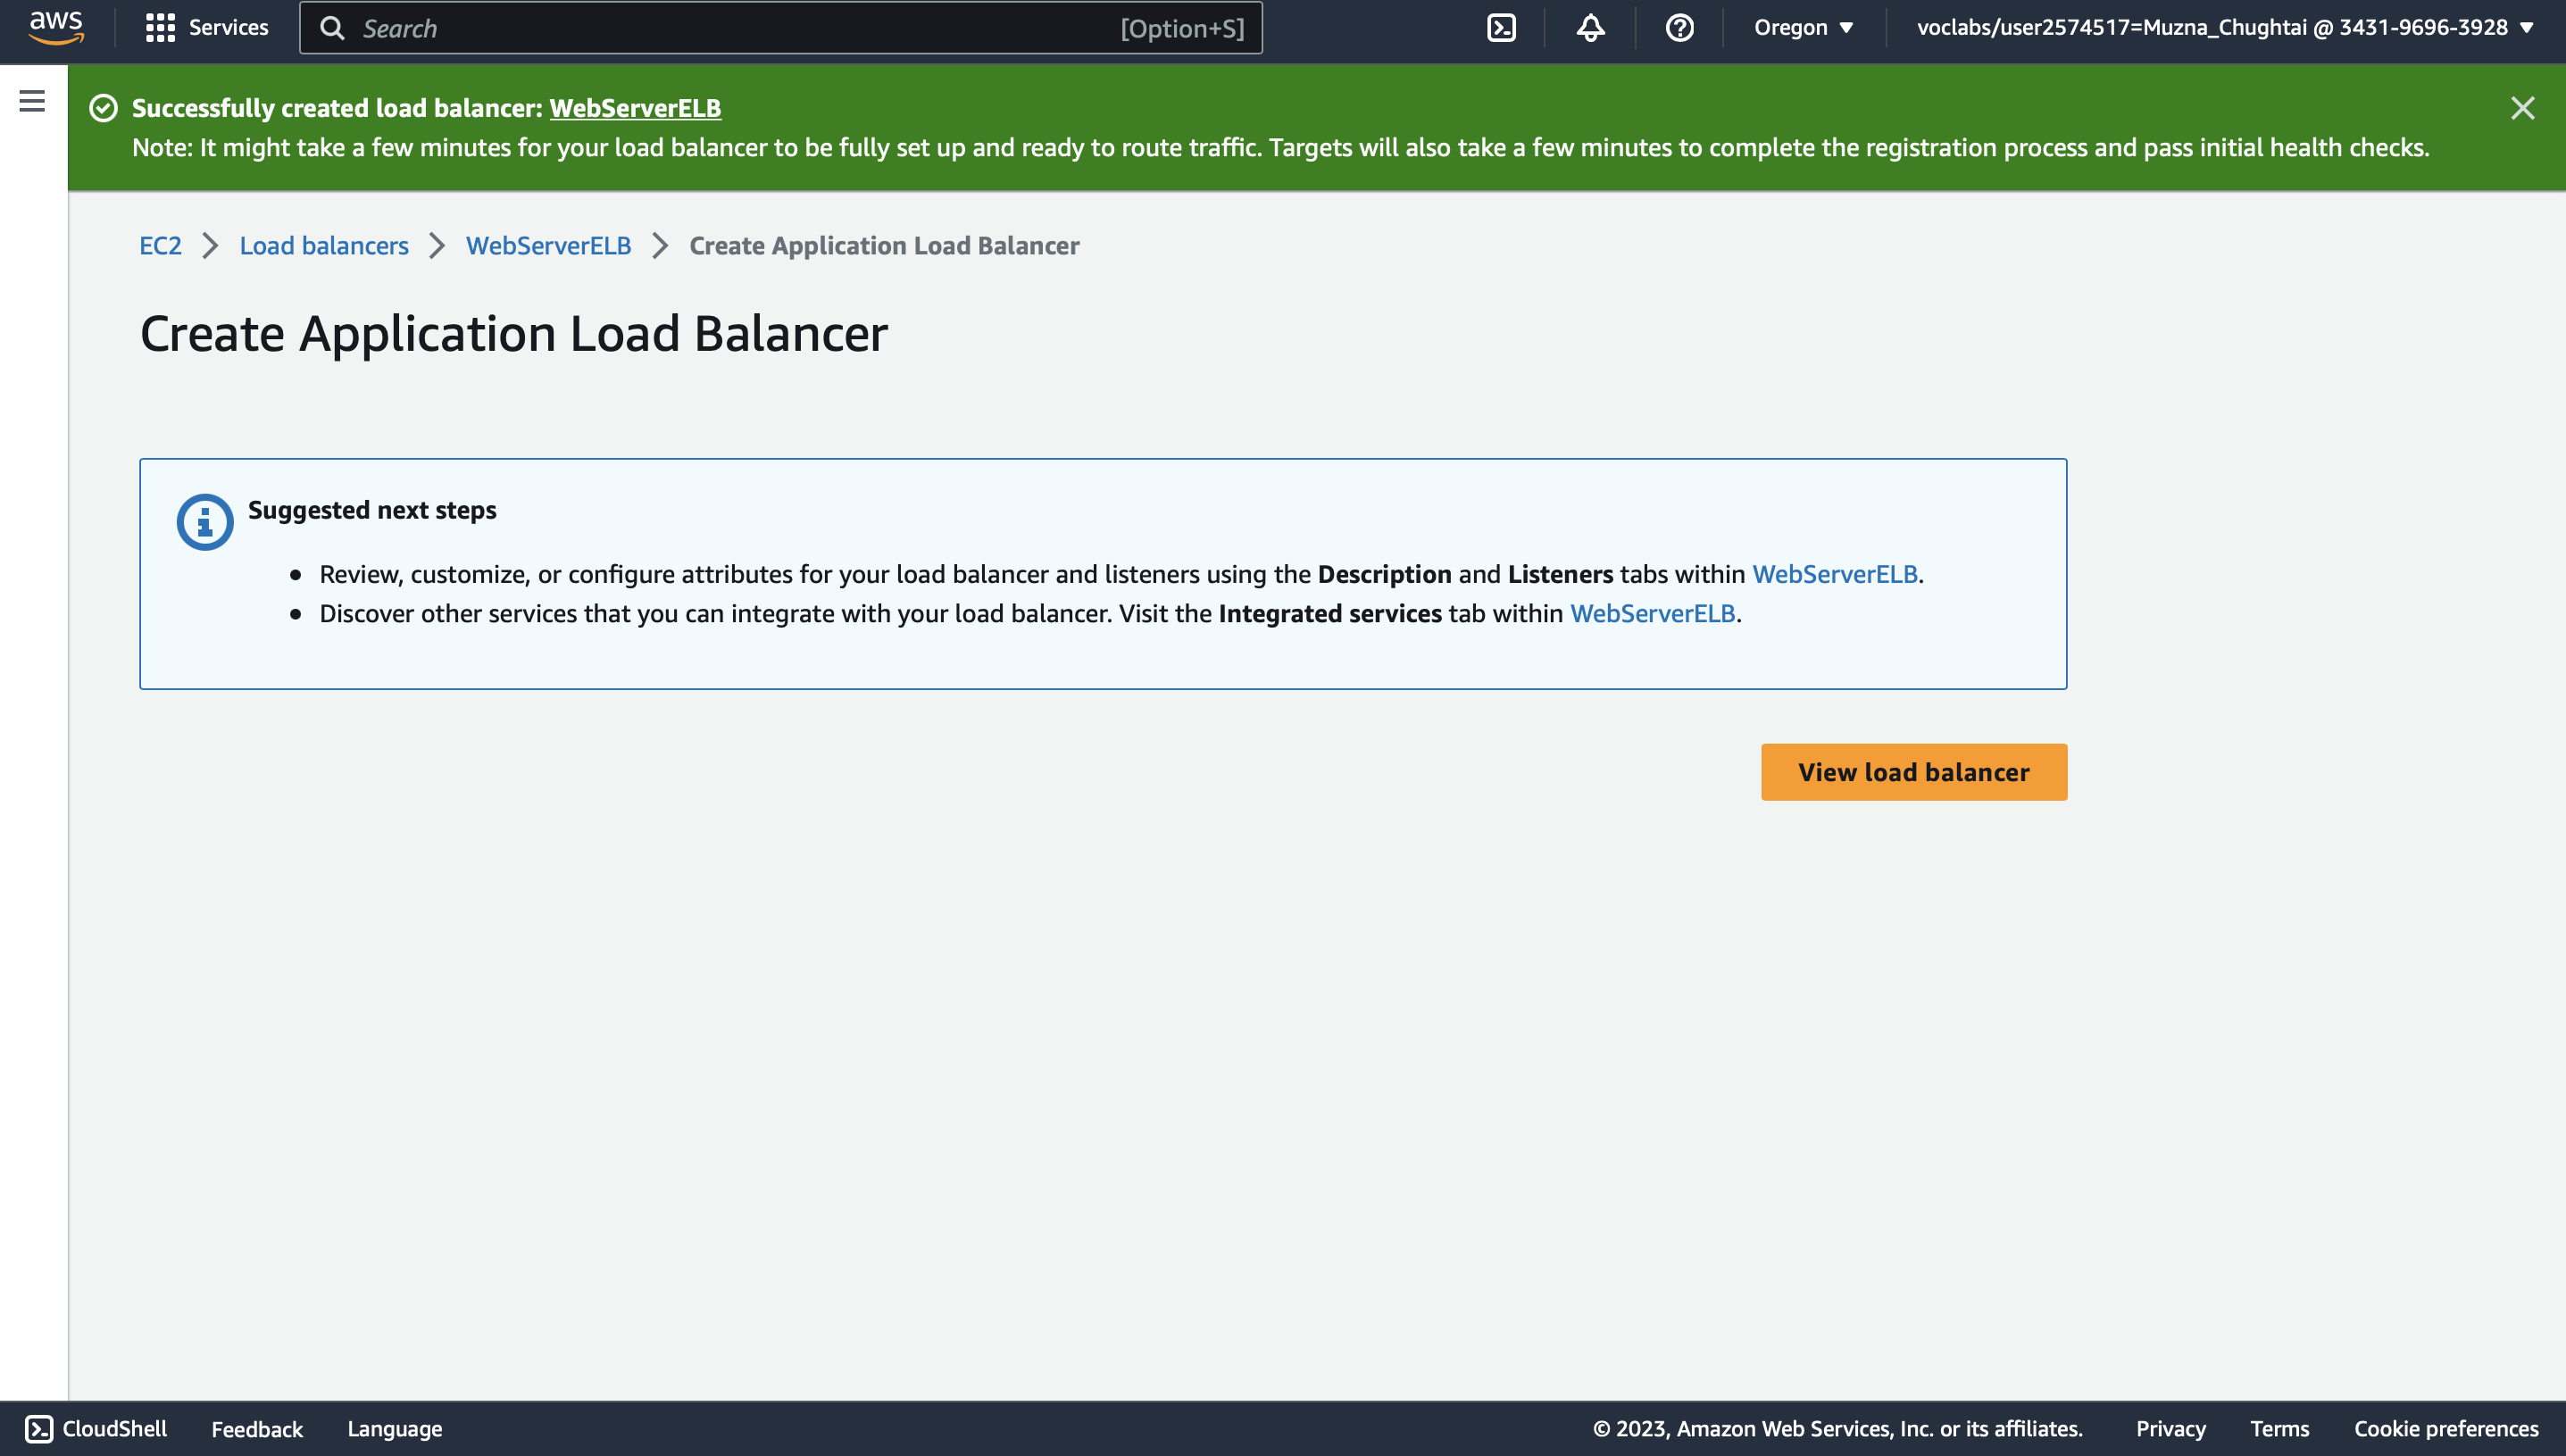 aws
Services
Search
[Option+S]
Oregon
voclabs/user2574517=Muzna_Chughtai @ 3431-9696-3928
Successfully created load balancer: WebServerELB
Note: It might take a few minutes for your load balancer to be fully set up and ready to route traffic. Targets will also take a few minutes to complete the registration process and pass initial health checks.
EC2 > Load balancers > WebServerELB > Create Application Load Balancer
Create Application Load Balancer
Suggested next steps
• Review, customize, or configure attributes for your load balancer and listeners using the Description and Listeners tabs within WebServerELB.
• Discover other services that you can integrate with your load balancer. Visit the Integrated services tab within WebServerELB.
View load balancer
CloudShell
Feedback
Language
© 2023, Amazon Web Services, Inc. or its affiliates.
Privacy
Terms
Cookie preferences